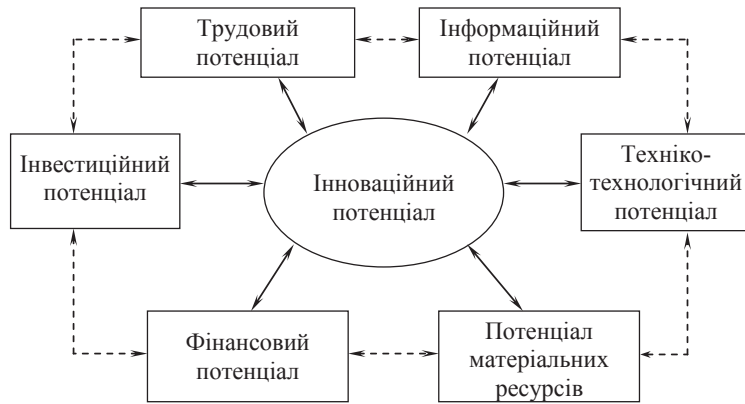 Трудовий
потенціал
Інформаційний
потенціал
Інвестиційний
потенціал
Інноваційний
потенціал
Техніко-
технологічний
потенціал
Фінансовий
потенціал
Потенціал
матеріальних
ресурсів